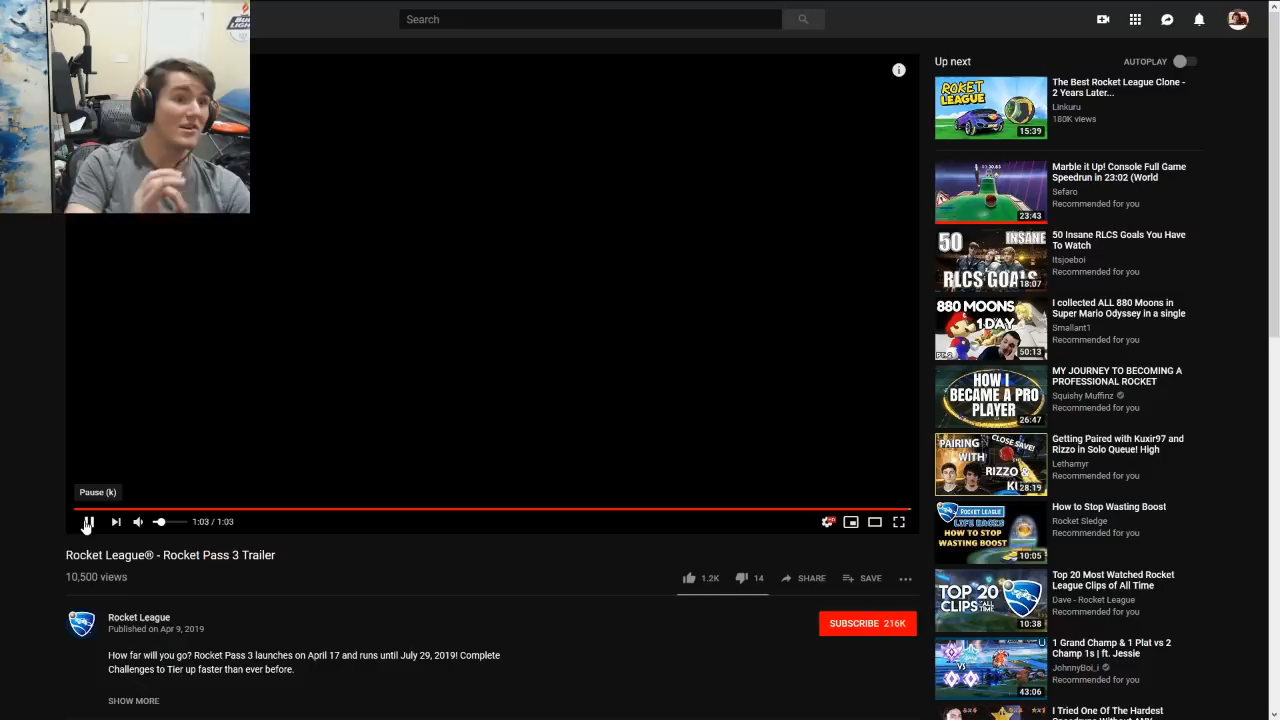 BUD
LIGHT
Search
Up next
AUTOPLAY
ROKET
LEAGUE
15:39
The Best Rocket League Clone -
2 Years Later...
Linkuru
180K views
23:43
Marble it Up! Console Full Game
Speedrun in 23:02 (World
Sefaro
Recommended for you
50 INSANE
RLCS GOALS
18:07
50 Insane RLCS Goals You Have
To Watch
Itsjoeboi
Recommended for you
880 MOONS
1 DAY
50:13
I collected ALL 880 Moons in
Super Mario Odyssey in a single
Smallant1
Recommended for you
HOW I
BECAME A PRO
PLAYER
26:47
MY JOURNEY TO BECOMING A
PROFESSIONAL ROCKET
Squishy Muffinz
Recommended for you
PAIRING
WITH
CLOSE SAVE!
RIZZO &
28:19
Getting Paired with Kuxir97 and
Rizzo in Solo Queue! High
Lethamyr
Recommended for you
ROCKET LEAGUE
LIFE HACKS
HOW TO STOP
WASTING BOOST
10:05
How to Stop Wasting Boost
Rocket Sledge
Recommended for you
TOP 20
CLIPS OF ALL TIME
10:38
Top 20 Most Watched Rocket
League Clips of All Time
Dave - Rocket League
Recommended for you
VS
43:06
1 Grand Champ & 1 Plat vs 2
Champ 1s | ft. Jessie
JohnnyBoi_i
Recommended for you
I Tried One Of The Hardest
Pause (k)
1:03 / 1:03
HD
Rocket League® - Rocket Pass 3 Trailer
10,500 views
1.2K
14
SHARE
SAVE
Rocket League
Published on Apr 9, 2019
SUBSCRIBE 216K
How far will you go? Rocket Pass 3 launches on April 17 and runs until July 29, 2019! Complete
Challenges to Tier up faster than ever before.
SHOW MORE